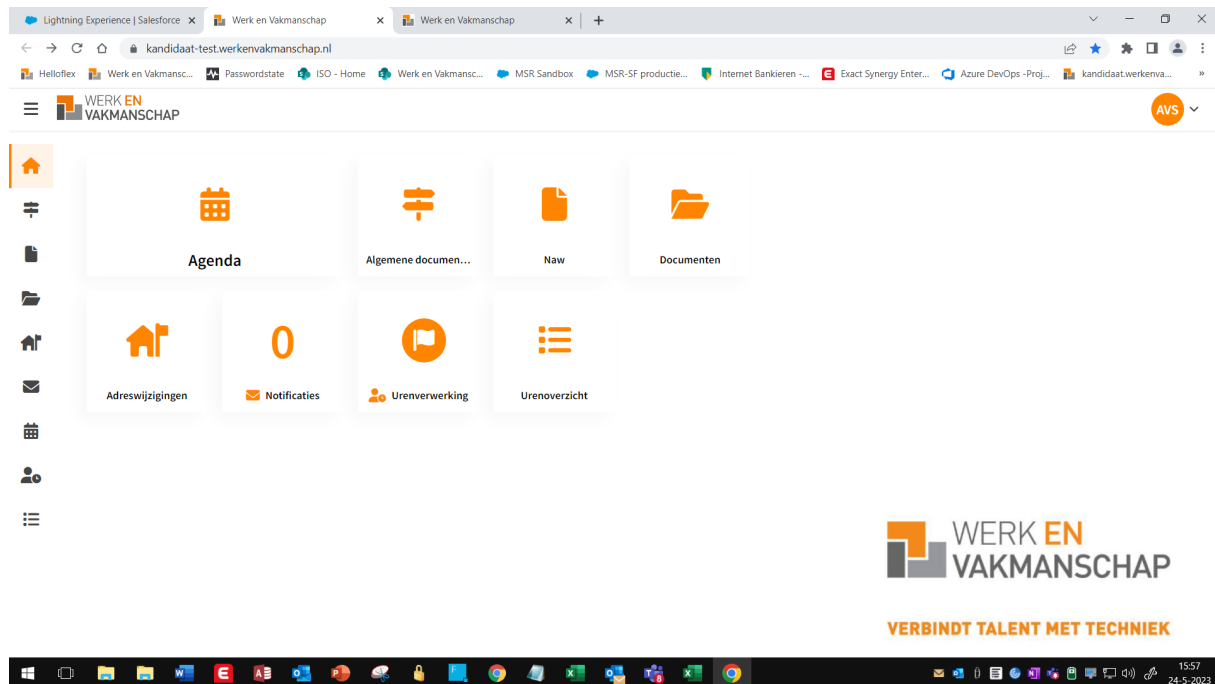 Lightning Experience | Salesforce
Werk en Vakmanschap
Werk en Vakmanschap
kandidaat-test.werkenvakmanschap.nl
Helloflex
Werk en Vakmansc...
Passwordstate
ISO - Home
Werk en Vakmansc...
MSR Sandbox
MSR-SF productie...
Internet Bankieren -...
Exact Synergy Enter...
Azure DevOps -Proj...
kandidaat.werkenva...
»
WERK EN
VAKMANSCHAP
AVS
Agenda
Algemene documen...
Naw
Documenten
Adreswijzigingen
0
Notificaties
Urenverwerking
Urenoverzicht
WERK EN
VAKMANSCHAP
VERBINDT TALENT MET TECHNIEK
15:57
24-5-2023